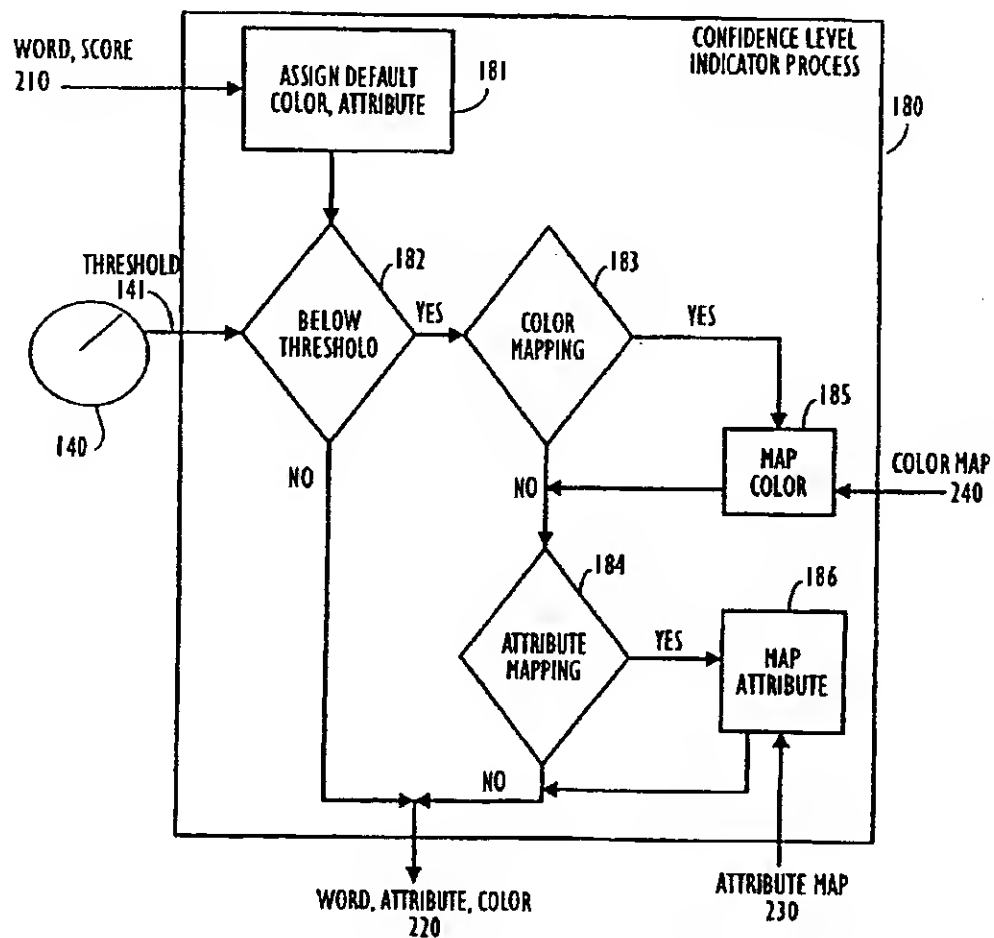 WORD, SCORE
210
ASSIGN DEFAULT
COLOR, ATTRIBUTE
181
CONFIDENCE LEVEL
INDICATOR PROCESS
180
THRESHOLD
141
140
BELOW
THRESHOLO
182
YES
NO
COLOR
MAPPING
183
YES
NO
MAP
COLOR
185
COLOR MAP
240
ATTRIBUTE
MAPPING
184
YES
NO
MAP
ATTRIBUTE
186
WORD, ATTRIBUTE, COLOR
220
ATTRIBUTE MAP
230